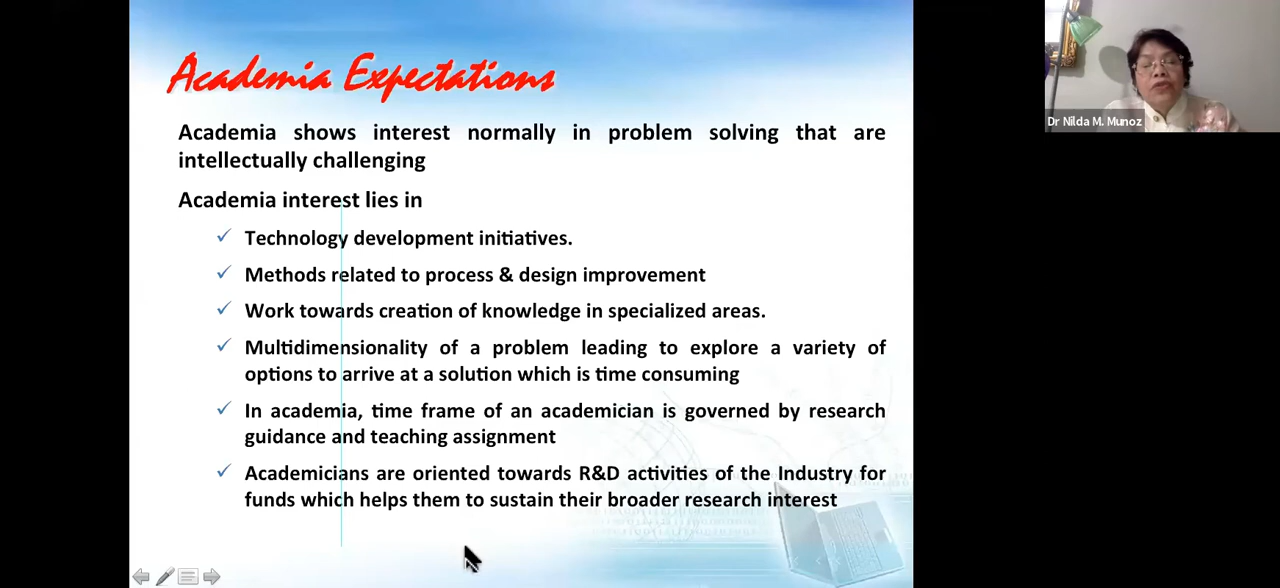 Academia Expectations
Academia shows interest normally in problem solving that are
intellectually challenging
Academia interest lies in
Technology development initiatives.
Methods related to process & design improvement
Work towards creation of knowledge in specialized areas.
Multidimensionality of a problem leading to explore a variety of
options to arrive at a solution which is time consuming
In academia, time frame of an academician is governed by research
guidance and teaching assignment
Academicians are oriented towards R&D activities of the Industry for
funds which helps them to sustain their broader research interest
Dr Nilda M. Munoz